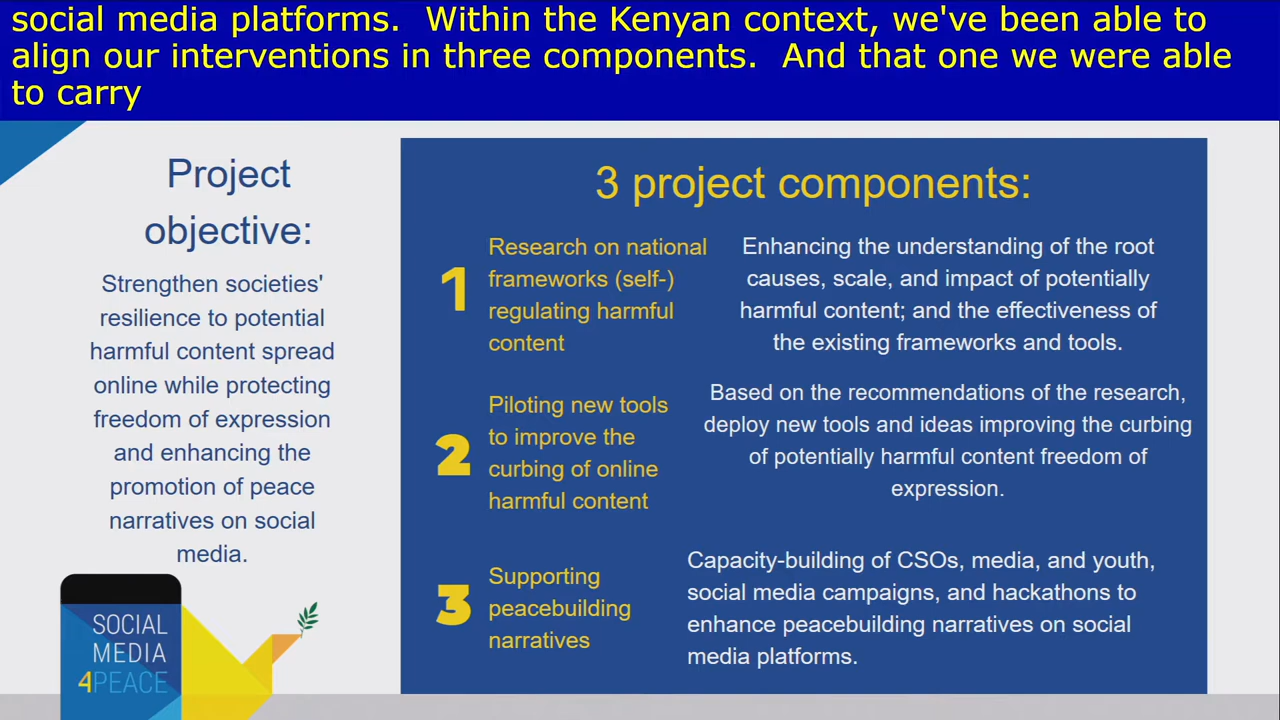 social media platforms.  Within the Kenyan context, we've been able to
align our interventions in three components.  And that one we were able
to carry
Project
objective:
Strengthen societies'
resilience to potential
harmful content spread
online while protecting
freedom of expression
and enhancing the
promotion of peace
narratives on social
media.
SOCIAL
MEDIA
4PEACE
3 project components:
1
Research on national
frameworks (self-)
regulating harmful
content
Enhancing the understanding of the root
causes, scale, and impact of potentially
harmful content; and the effectiveness of
the existing frameworks and tools.
2
Piloting new tools
to improve the
curbing of online
harmful content
Based on the recommendations of the research,
deploy new tools and ideas improving the curbing
of potentially harmful content freedom of
expression.
3
Supporting
peacebuilding
narratives
Capacity-building of CSOs, media, and youth,
social media campaigns, and hackathons to
enhance peacebuilding narratives on social
media platforms.